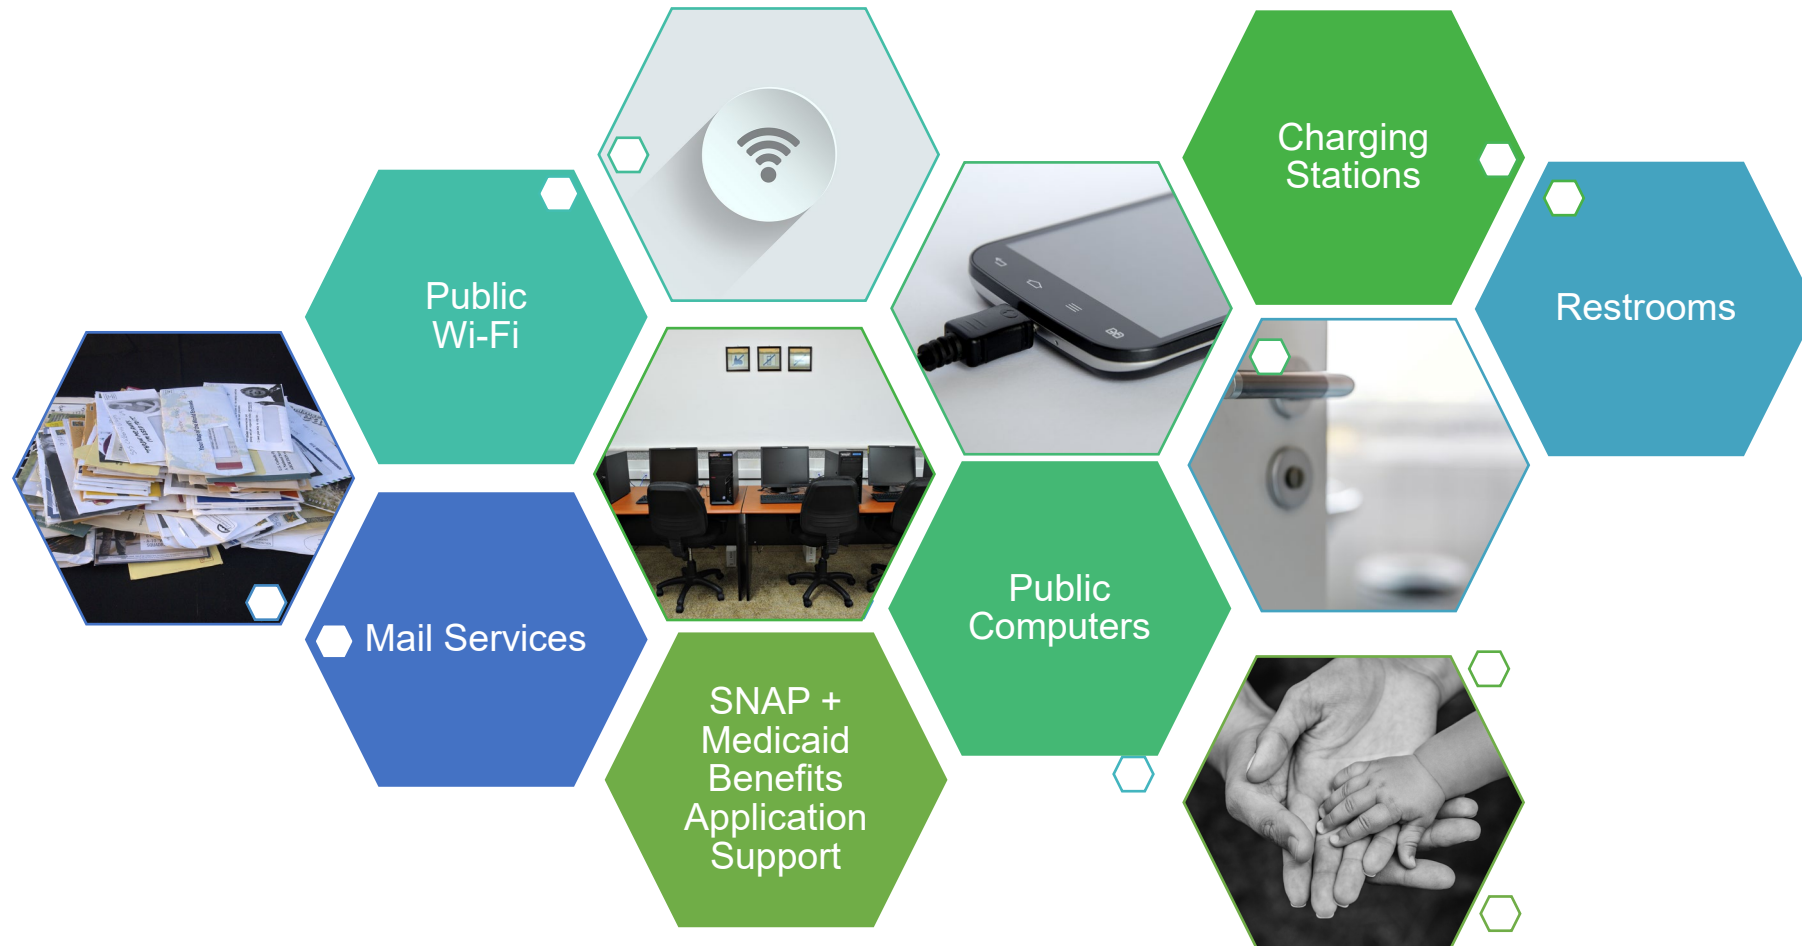 Charging
Stations
Public
Wi-Fi
Restrooms
Mail Services
Public
Computers
SNAP +
Medicaid
Benefits
Application
Support